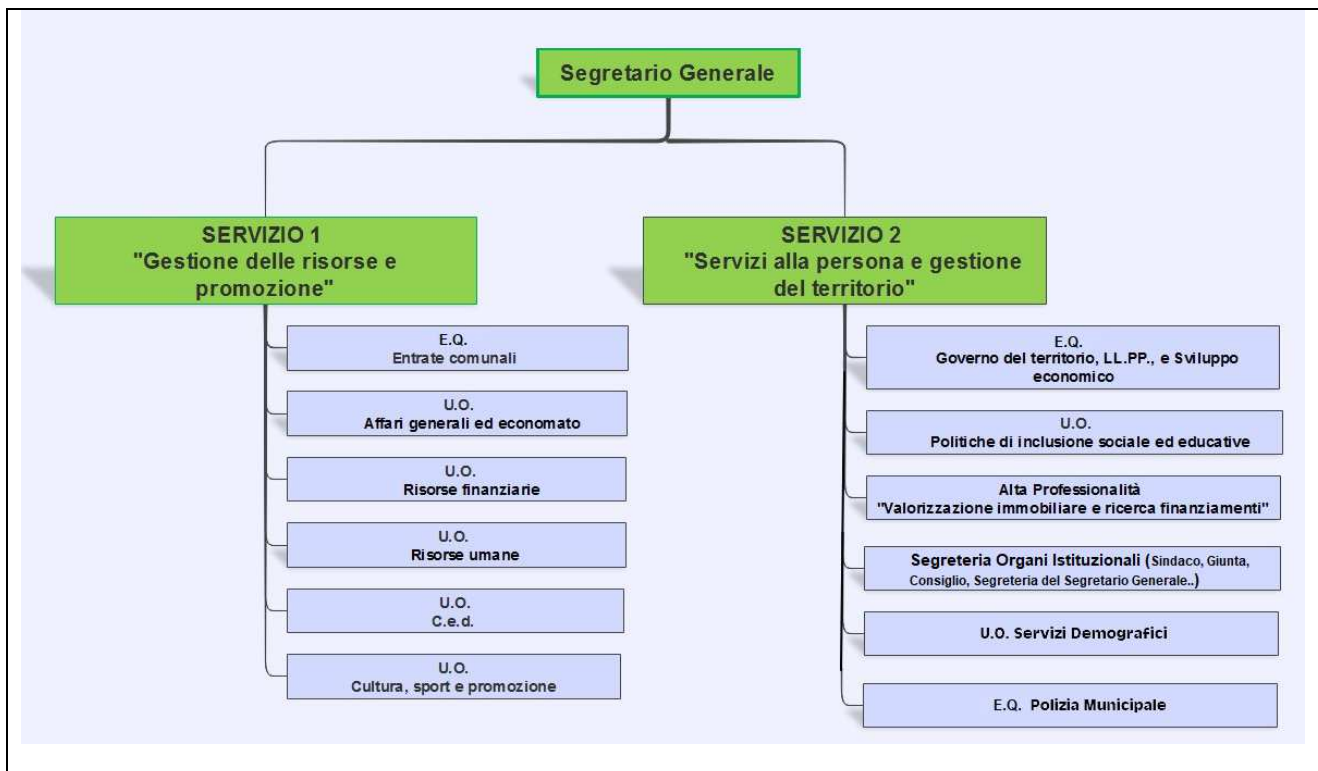 Segretario Generale
SERVIZIO 1
"Gestione delle risorse e
promozione"
E.Q.
Entrate comunali
U.O.
Affari generali ed economato
U.O.
Risorse finanziarie
U.O.
Risorse umane
U.O.
C.e.d.
U.O.
Cultura, sport e promozione
SERVIZIO 2
"Servizi alla persona e gestione
del territorio"
E.Q.
Governo del territorio, LL.PP., e Sviluppo
economico
U.O.
Politiche di inclusione sociale ed educative
Alta Professionalità
"Valorizzazione immobiliare e ricerca finanziamenti"
Segreteria Organi Istituzionali (Sindaco, Giunta,
Consiglio, Segreteria del Segretario Generale..)
U.O. Servizi Demografici
E.Q. Polizia Municipale